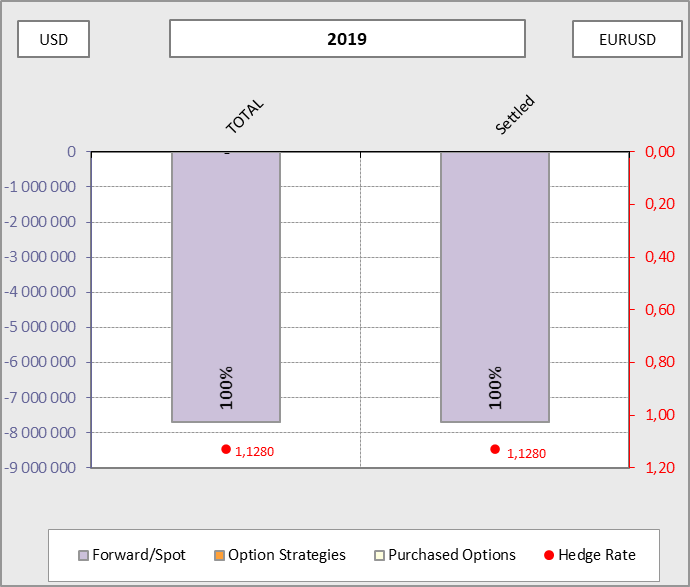 USD
2019
EURUSD
TOTAL
Settled
0
-1 000 000
-2 000 000
-3 000 000
-4 000 000
-5 000 000
-6 000 000
-7 000 000
-8 000 000
-9 000 000
100%
100%
1,1280
1,1280
0,00
0,20
0,40
0,60
0,80
1,00
1,20
Forward/Spot
Option Strategies
Purchased Options
Hedge Rate